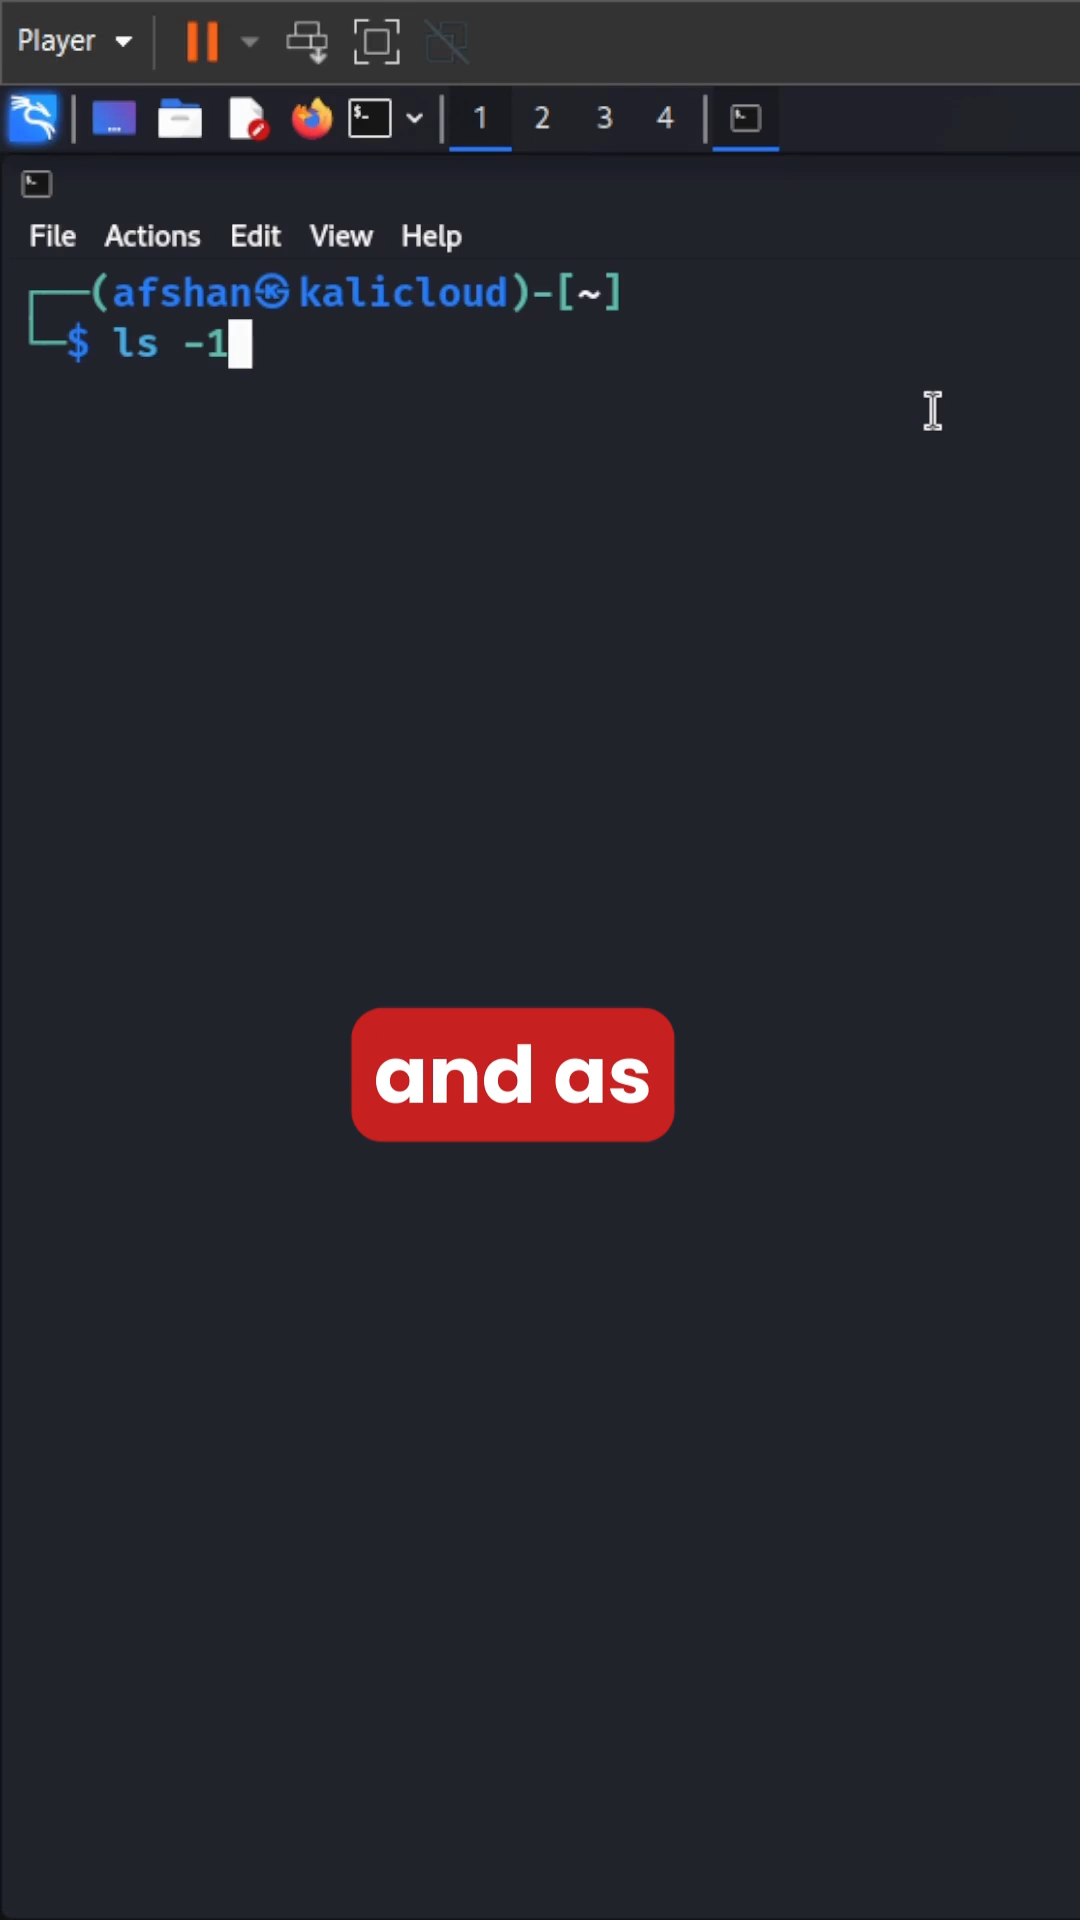 Player
1 2 3 4
File Actions Edit View Help
┌──(afshan㉿kalicloud)-[~]
└─$ ls -1
and as